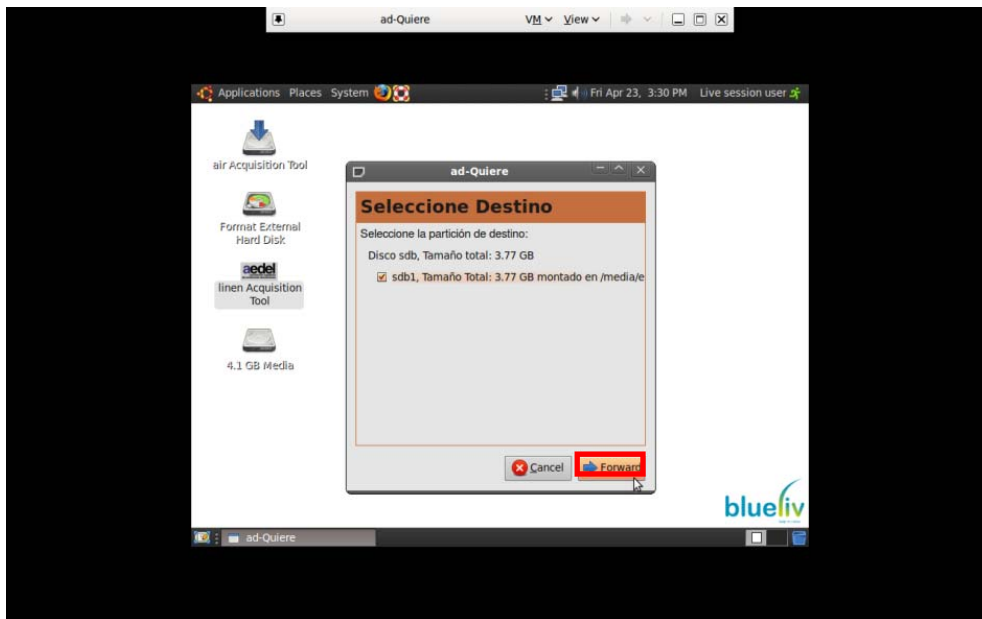 ad-Quiere
VM View
Applications Places System
Fri Apr 23, 3:30 PM Live session user
air Acquisition Tool
Format External
Hard Disk
aedel
linen Acquisition
Tool
4.1 GB Media
ad-Quiere
Seleccione Destino
Seleccione la partición de destino:
Disco sdb, Tamaño total: 3.77 GB
sdb1, Tamaño Total: 3.77 GB montado en /media/e
Cancel
Forward
blueliv
ad-Quiere